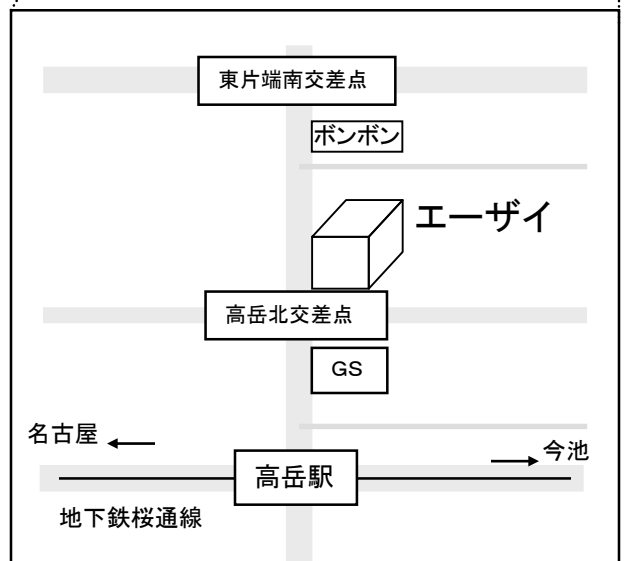 東片端南交差点
ボンボン
エーザイ
高岳北交差点
GS
名古屋
今池
高岳駅
地下鉄桜通線